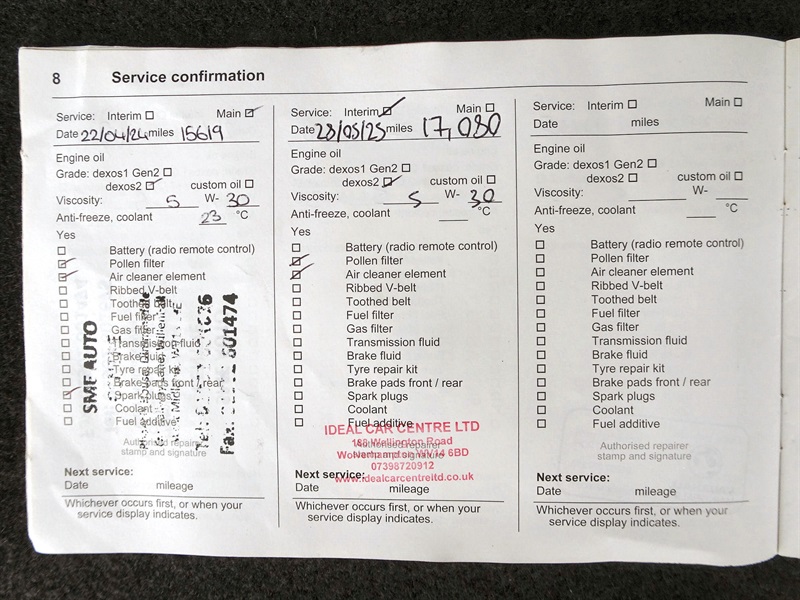 8 Service confirmation
Service: Interim Main
Date 22/04/24 miles 15619
Engine oil
Grade: dexos1 Gen2
dexos2 custom oil
Viscosity: 5 W- 30
Anti-freeze, coolant 23 °C
Yes
Battery (radio remote control)
Pollen filter
Air cleaner element
Ribbed V-belt
Toothed belt
Fuel filter
Gas filter
Transmission fluid
Brake fluid
Tyre repair kit
Brake pads front / rear
Spark plugs
Coolant
Fuel additive
SMF AUTO
Tel:
Fax: 601474
Authorised repairer
stamp and signature
Next service:
Date mileage
Whichever occurs first, or when your
service display indicates.
Service: Interim Main
Date 28/05/25 miles 17,080
Engine oil
Grade: dexos1 Gen2
dexos2 custom oil
Viscosity: 5 W- 30
Anti-freeze, coolant °C
Yes
Battery (radio remote control)
Pollen filter
Air cleaner element
Ribbed V-belt
Toothed belt
Fuel filter
Gas filter
Transmission fluid
Brake fluid
Tyre repair kit
Brake pads front / rear
Spark plugs
Coolant
Fuel additive
IDEAL CAR CENTRE LTD
Wellington Road
Authorised repairer
WV14 6BD
stamp and signature
07398720912
www.idealcarcentreltd.co.uk
Next service:
Date mileage
Whichever occurs first, or when your
service display indicates.
Service: Interim Main
Date miles
Engine oil
Grade: dexos1 Gen2
dexos2 custom oil
Viscosity: W-
Anti-freeze, coolant °C
Yes
Battery (radio remote control)
Pollen filter
Air cleaner element
Ribbed V-belt
Toothed belt
Fuel filter
Gas filter
Transmission fluid
Brake fluid
Tyre repair kit
Brake pads front / rear
Spark plugs
Coolant
Fuel additive
Authorised repairer
stamp and signature
Next service:
Date mileage
Whichever occurs first, or when your
service display indicates.